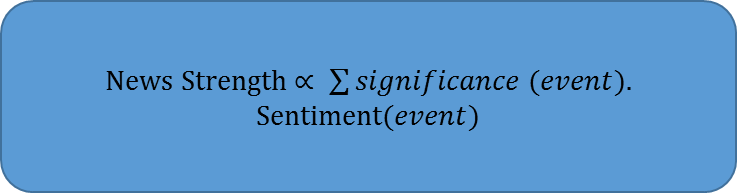 News Strength ∝ ∑ significance (event).
Sentiment(event)